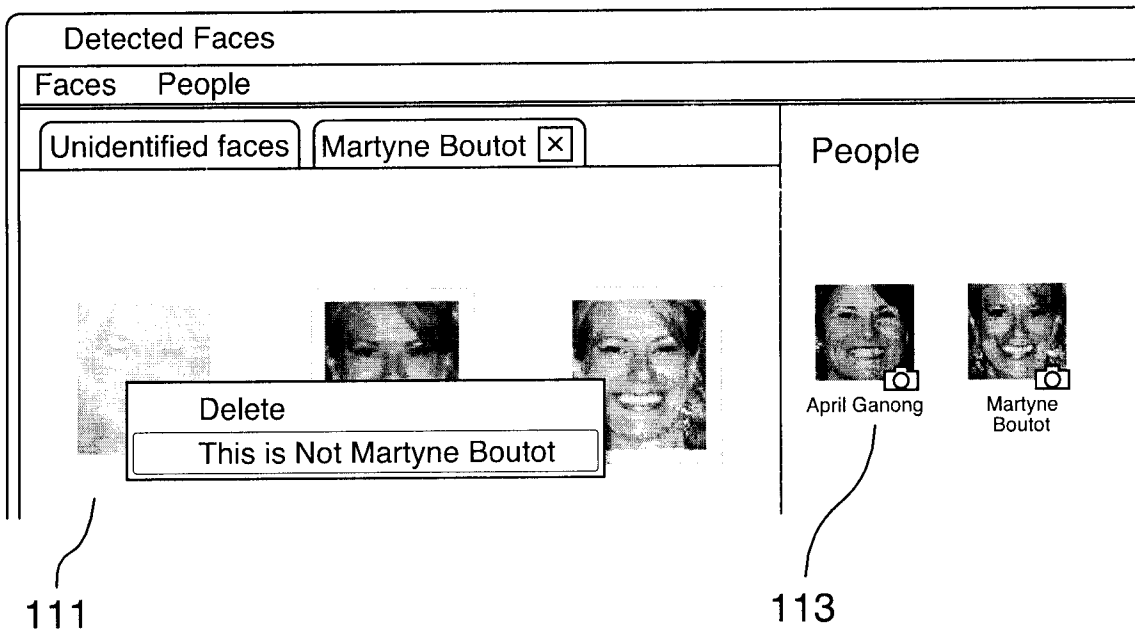 Detected Faces
Faces People
Unidentified faces Martyne Boutot
People
Delete
This is Not Martyne Boutot
April Ganong
Martyne
Boutot
111
113